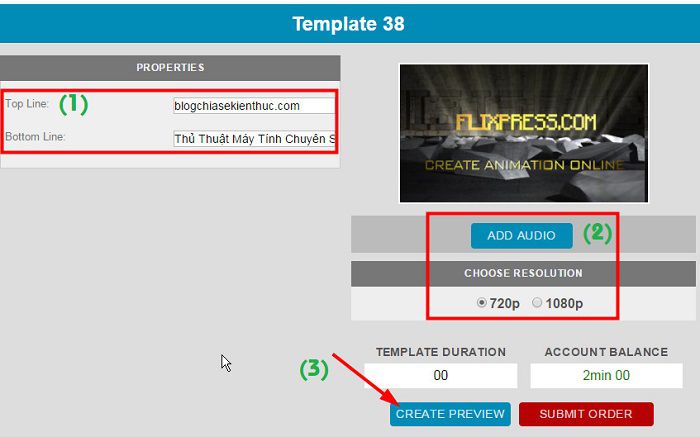 Template 38
PROPERTIES
Top Line:
(1)
blogchiasekienthuc.com
Bottom Line:
Thủ Thuật Máy Tính Chuyên S
FLIXPRESS.COM
CREATE ANIMATION ONLINE
ADD AUDIO
(2)
CHOOSE RESOLUTION
720p 1080p
TEMPLATE DURATION ACCOUNT BALANCE
(3)
00 2min 00
CREATE PREVIEW SUBMIT ORDER